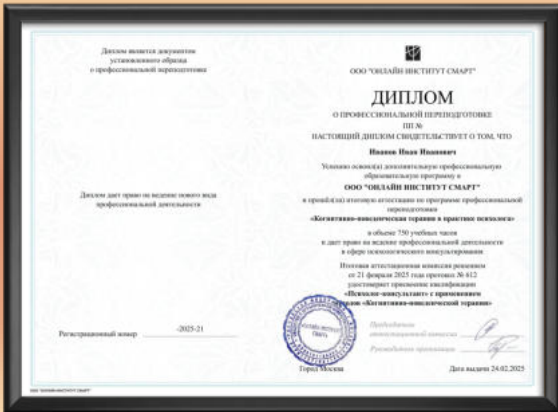 Диплом является документом
установленного образца
о профессиональной переподготовке
Диплом дает право на ведение нового вида
профессиональной деятельности
Регистрационный номер -2025-21
ООО "ОНЛАЙН ИНСТИТУТ СМАРТ"
ООО "ОНЛАЙН ИНСТИТУТ СМАРТ"
ДИПЛОМ
О ПРОФЕССИОНАЛЬНОЙ ПЕРЕПОДГОТОВКЕ
ПП №
НАСТОЯЩИЙ ДИПЛОМ СВИДЕТЕЛЬСТВУЕТ О ТОМ, ЧТО
Иванов Иван Иванович
Успешно освоил(а) дополнительную профессиональную
образовательную программу в
ООО "ОНЛАЙН ИНСТИТУТ СМАРТ"
и прошёл(ла) итоговую аттестацию по программе профессиональной
переподготовки
«Когнитивно-поведенческая терапия в практике психолога»
в объеме 750 учебных часов
и дает право на ведение профессиональной деятельности
в сфере психологического консультирования
Итоговая аттестационная комиссия решением
от 21 февраля 2025 года протокол № 612
удостоверяет присвоение квалификации
«Психолог-консультант» с применением
«Когнитивно-поведенческой терапии»
Председатель
аттестационной комиссии
Руководитель организации
Город Москва
Дата выдачи 24.02.2025